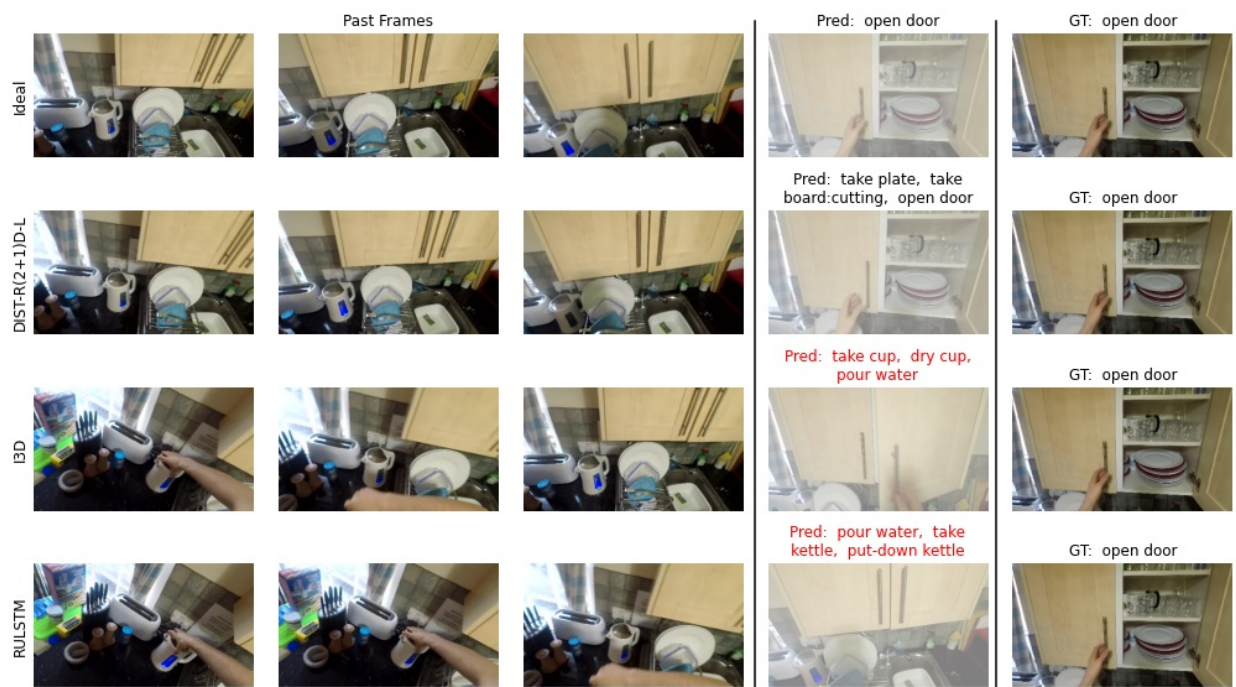 Past Frames
Pred: open door
GT: open door
Ideal
Pred: take plate, take
board:cutting, open door
GT: open door
DIST-R(2+1)D-L
Pred: take cup, dry cup,
pour water
GT: open door
I3D
Pred: pour water, take
kettle, put-down kettle
GT: open door
RULSTM